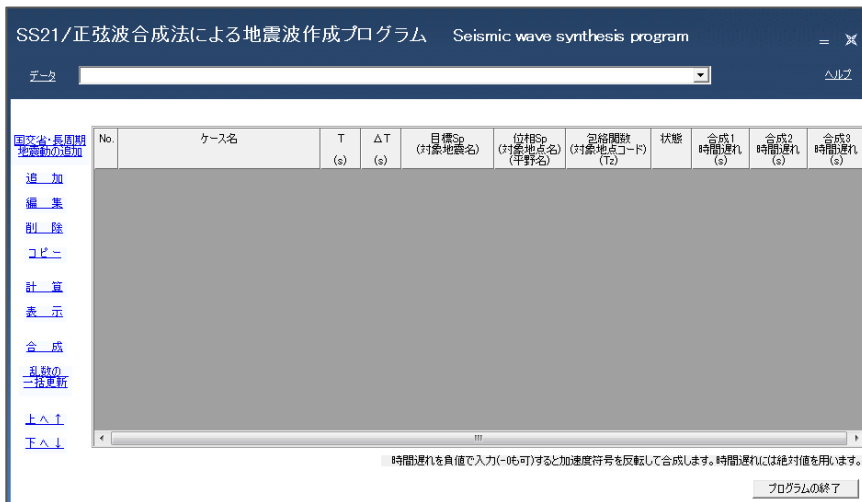 SS21/正弦波合成法による地震波作成プログラム Seismic wave synthesis program
データ
ヘルプ
国交省・長周期
地震動の追加
追 加
編 集
削 除
コピー
計 算
表 示
合 成
乱数の
一括更新
上へ↑
下へ↓
No.
ケース名
T
(s)
ΔT
(s)
目標Sp
(対象地震名)
位相Sp
(対象地点名)
(平野名)
包絡関数
(対象地点コード)
(Tz)
状態
合成1
時間遅れ
(s)
合成2
時間遅れ
(s)
合成3
時間遅れ
(s)
時間遅れを負値で入力(-0も可)すると加速度符号を反転して合成します。時間遅れには絶対値を用います。
プログラムの終了